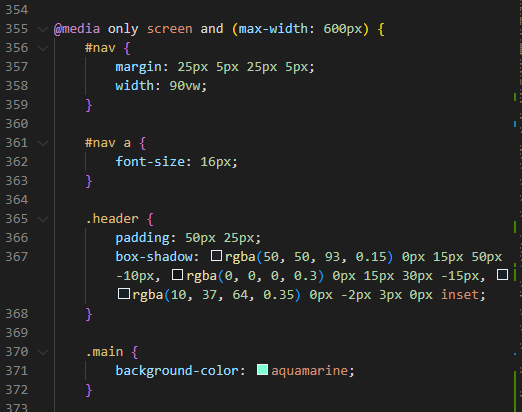 354
355 @media only screen and (max-width: 600px) {
356 #nav {
357 margin: 25px 5px 25px 5px;
358 width: 90vw;
359 }
360
361 #nav a {
362 font-size: 16px;
363 }
364
365 .header {
366 padding: 50px 25px;
367 box-shadow: rgba(50, 50, 93, 0.15) 0px 15px 50px
-10px, rgba(0, 0, 0, 0.3) 0px 15px 30px -15px,
rgba(10, 37, 64, 0.35) 0px -2px 3px 0px inset;
368 }
369
370 .main {
371 background-color: aquamarine;
372 }
373